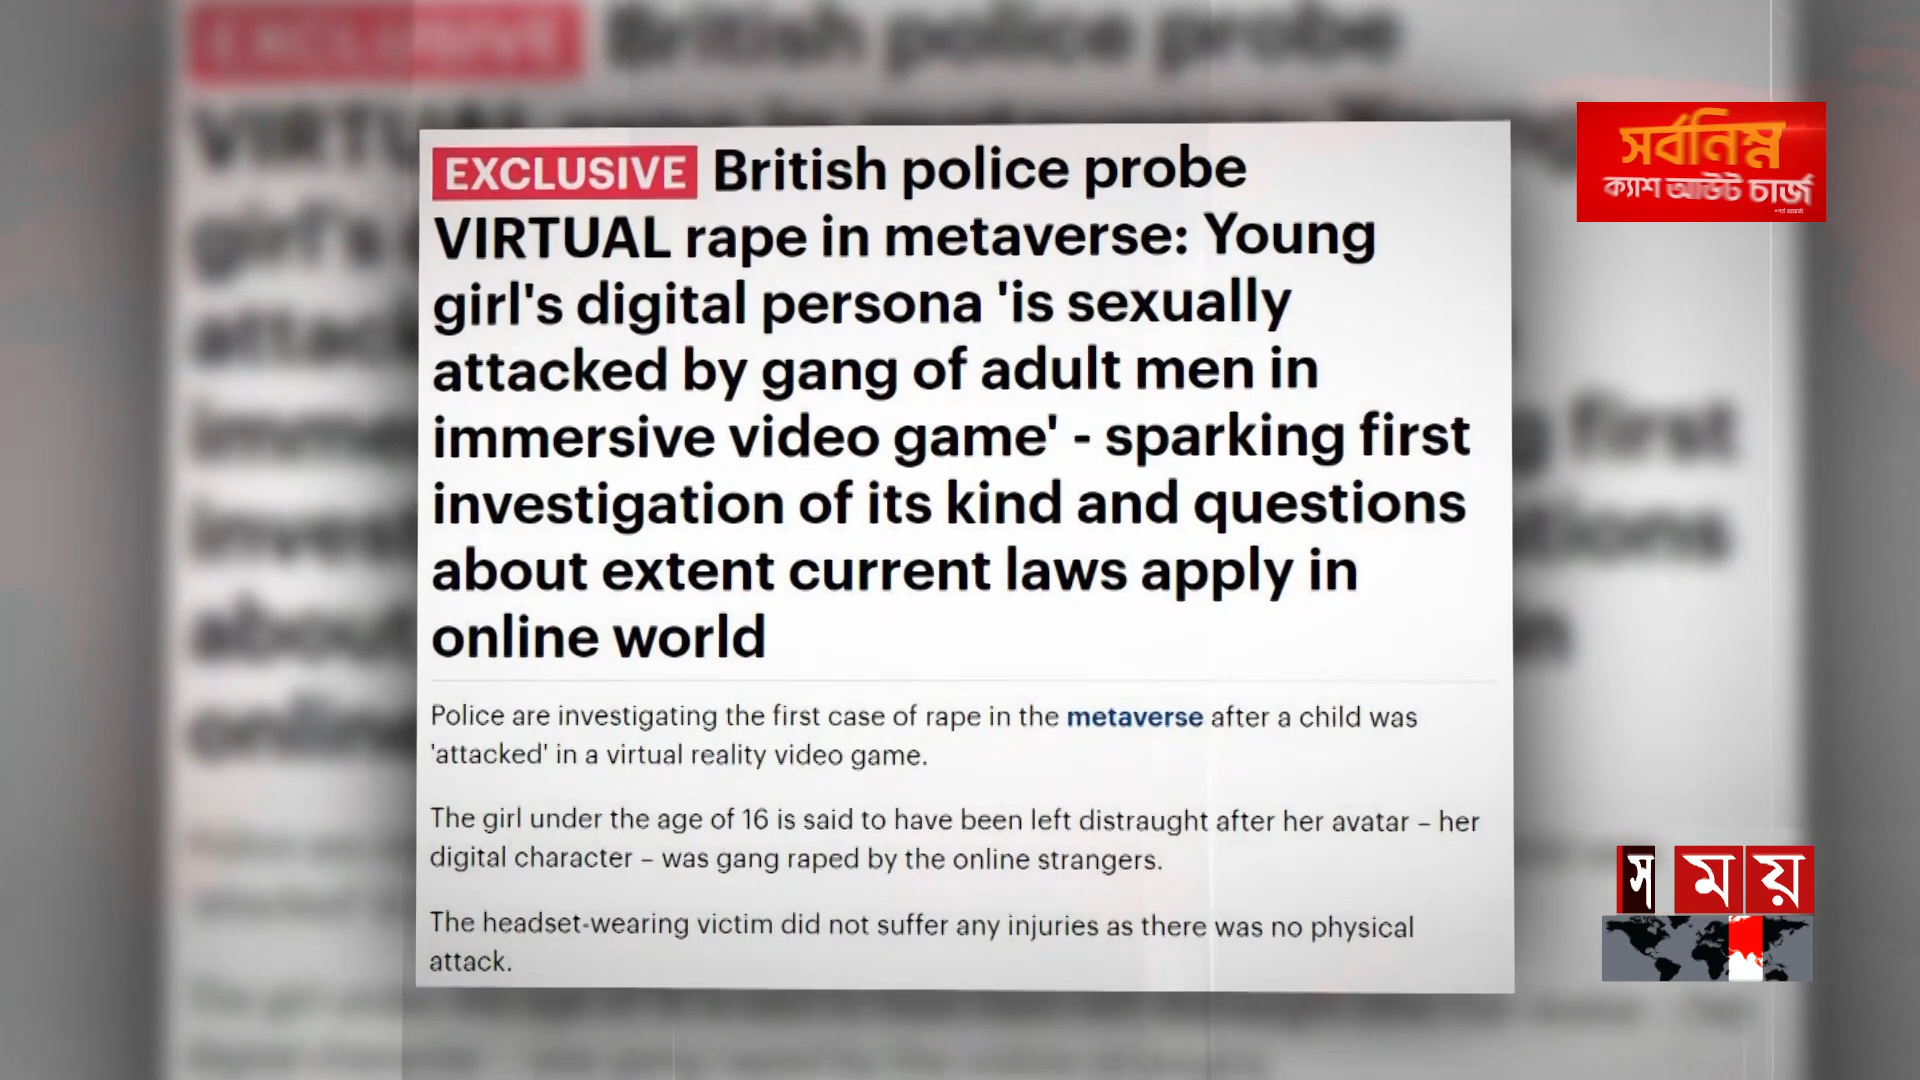 EXCLUSIVE British police probe
VIRTUAL rape in metaverse: Young
girl's digital persona 'is sexually
attacked by gang of adult men in
immersive video game' - sparking first
investigation of its kind and questions
about extent current laws apply in
online world
Police are investigating the first case of rape in the metaverse after a child was
'attacked' in a virtual reality video game.
The girl under the age of 16 is said to have been left distraught after her avatar – her
digital character – was gang raped by the online strangers.
The headset-wearing victim did not suffer any injuries as there was no physical
attack.
সর্বনিম্ন
ক্যাশ আউট চার্জ
সময়